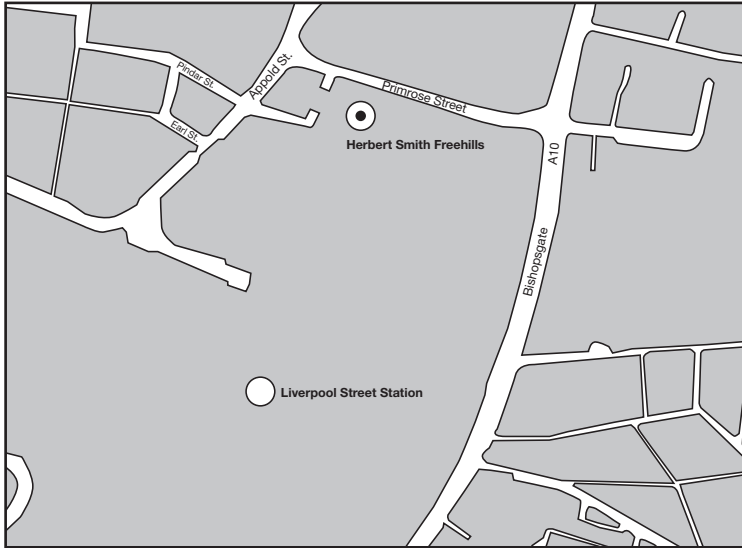 Pindar St.
Appold St.
Primrose Street
Earl St.
Herbert Smith Freehills
A10
Bishopsgate
Liverpool Street Station